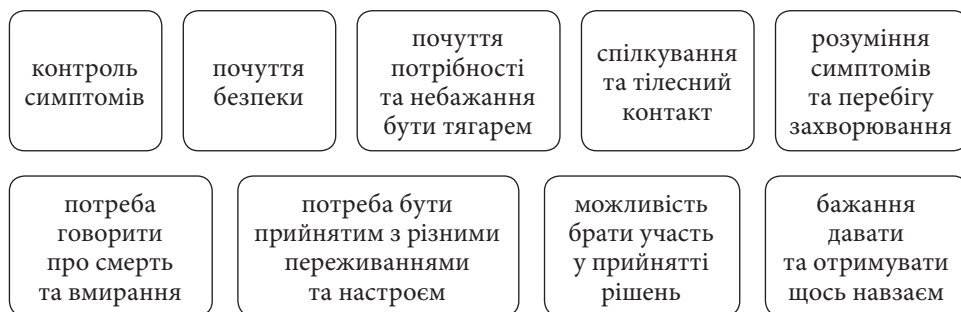 контроль
симптомів
почуття
безпеки
почуття
потрібності
та небажання
бути тягарем
спілкування
та тілесний
контакт
розуміння
симптомів
та перебігу
захворювання
потреба
говорити
про смерть
та вмирання
потреба бути
прийнятим з різними
переживаннями
та настроєм
можливість
брати участь
у прийнятті
рішень
бажання
давати
та отримувати
щось навзаєм